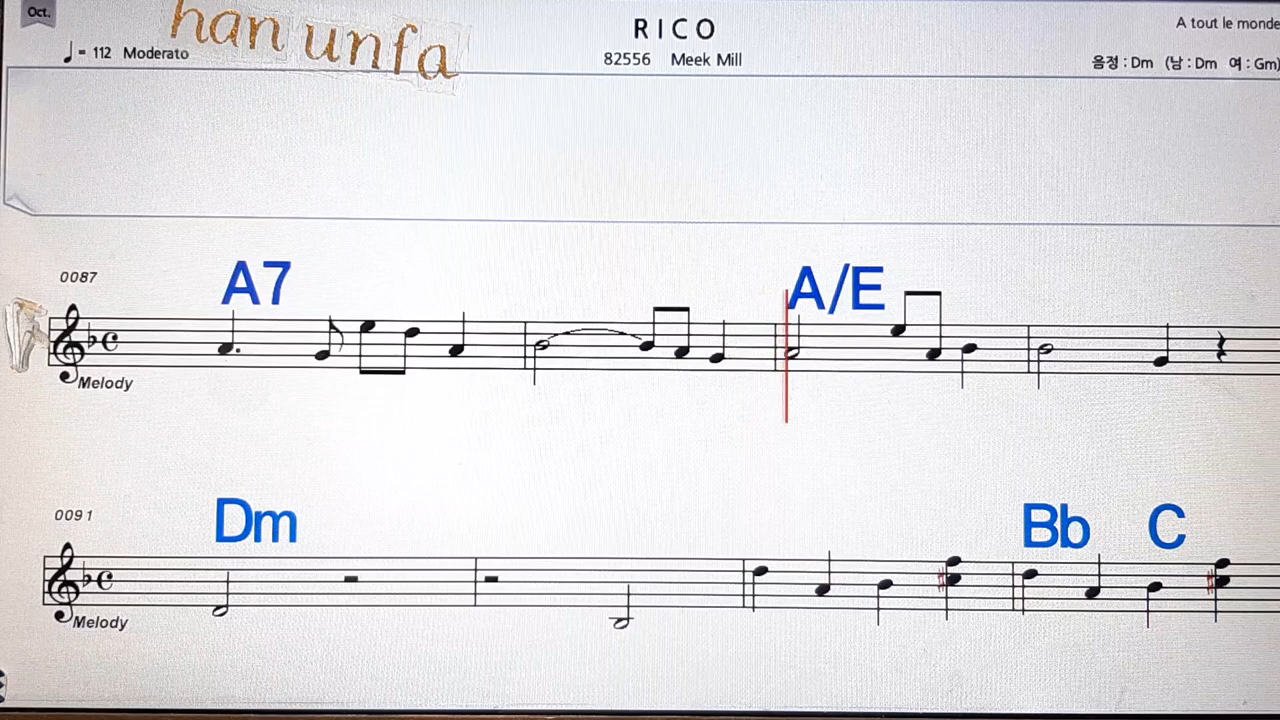 Oct.
han unfa
RICO
A tout le monde
♩= 112 Moderato
82556 Meek Mill
음정 : Dm (남 : Dm 여 : Gm)
0087
A7
A/E
Melody
0091
Dm
Bb
C
Melody